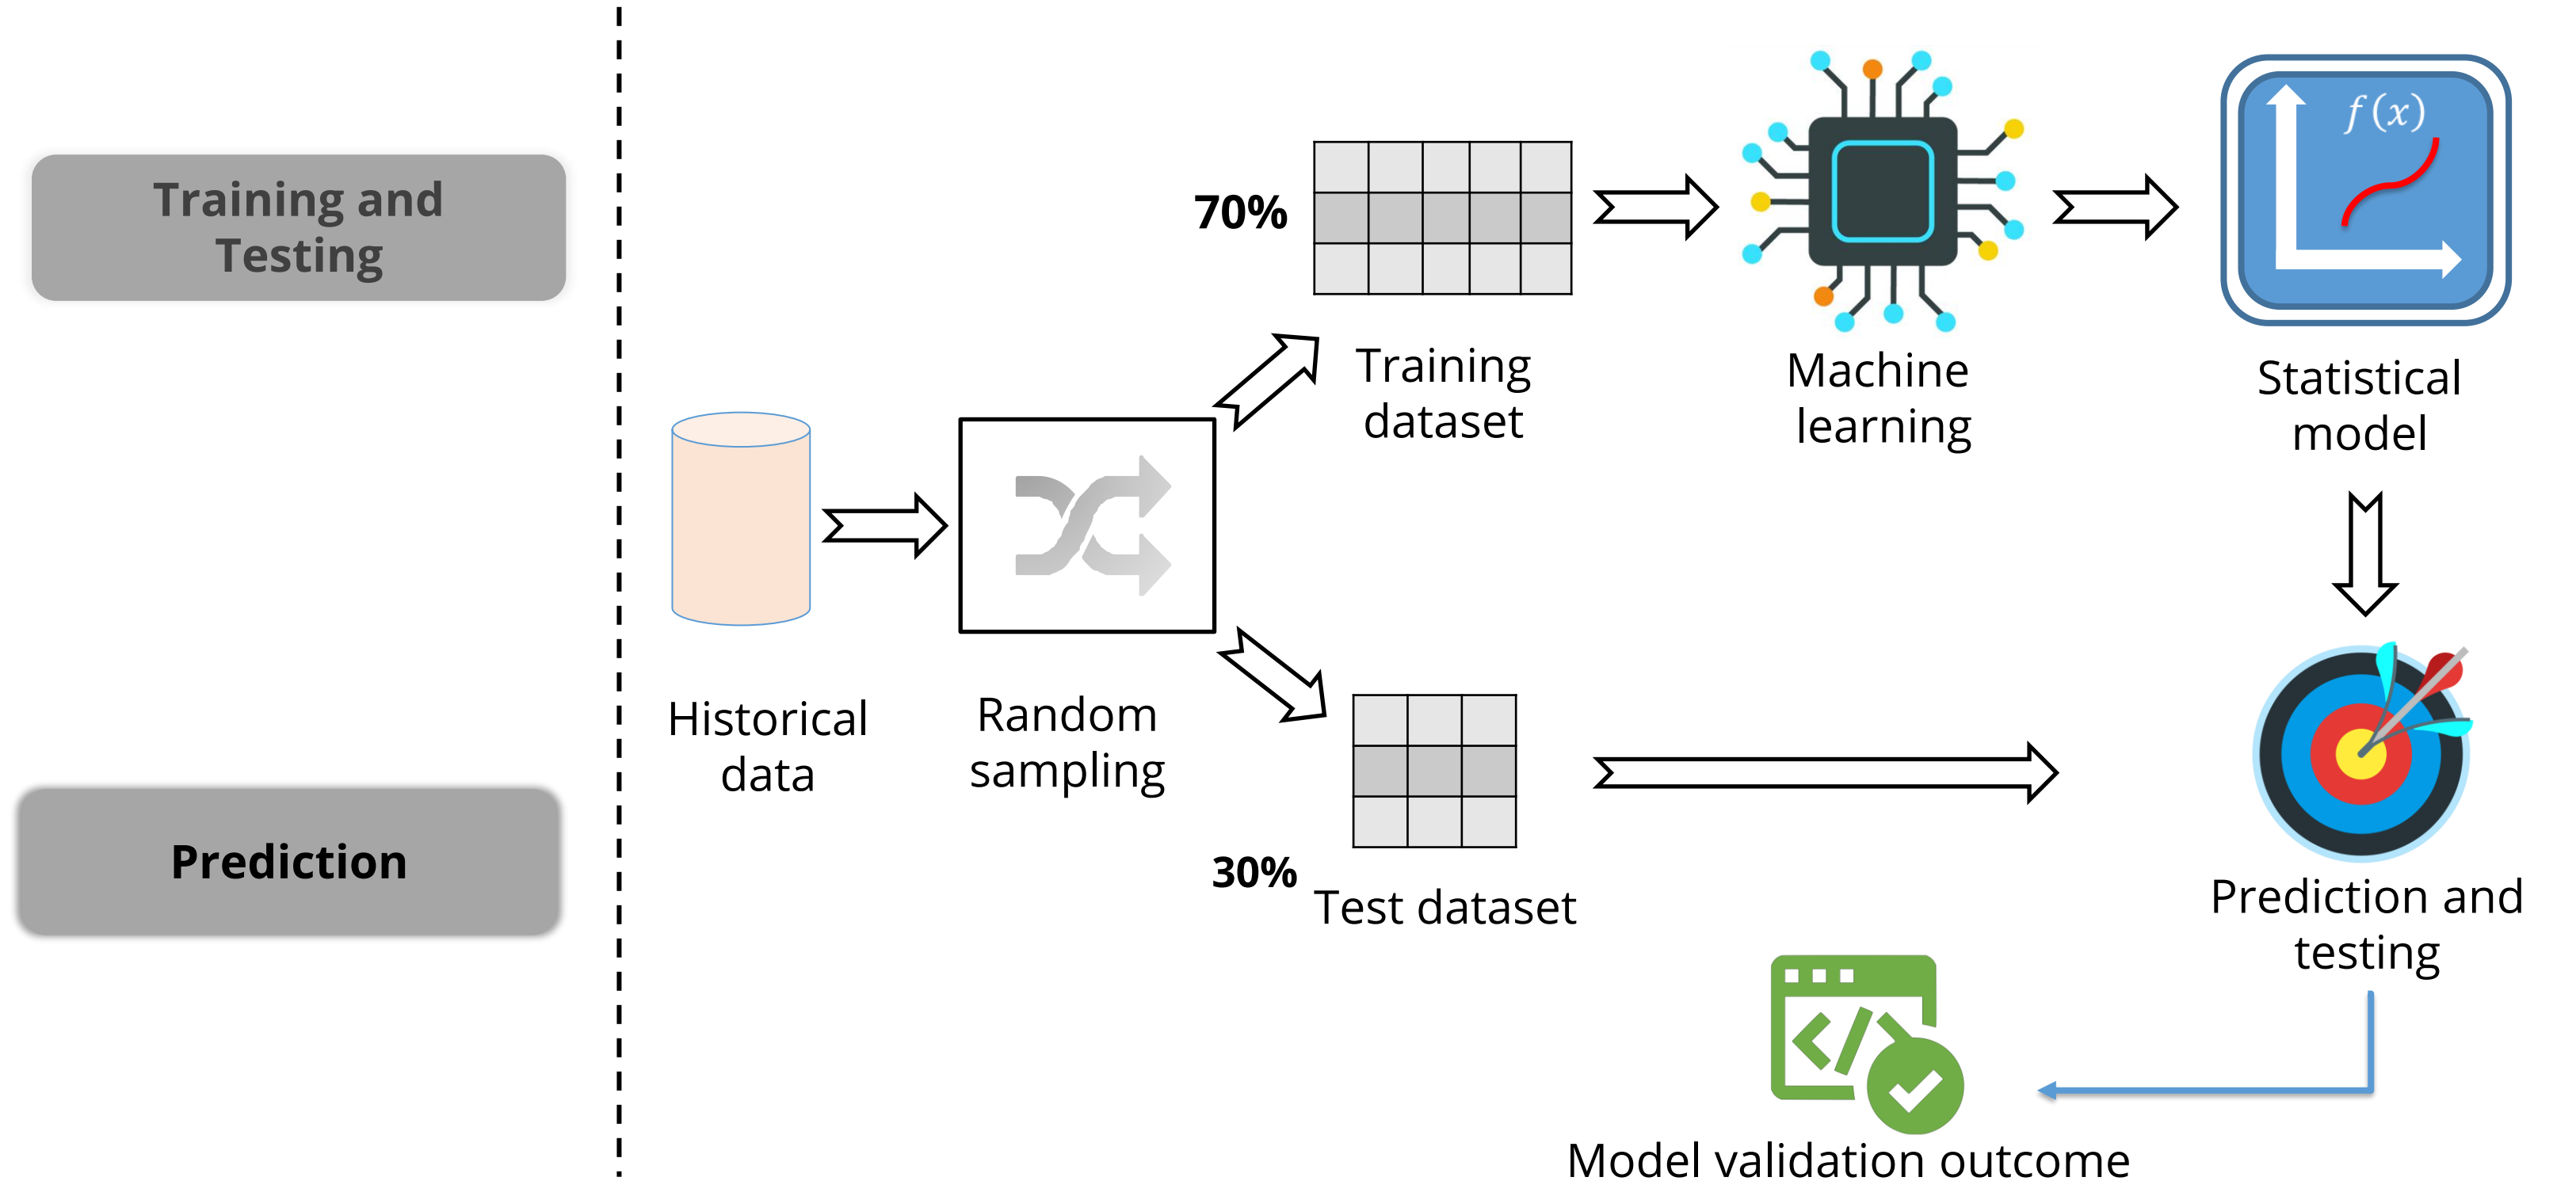 Training and
Testing
Prediction
Historical
data
Random
sampling
70%
Training
dataset
30%
Test dataset
Machine
learning
f(x)
Statistical
model
Prediction and
testing
</>
Model validation outcome